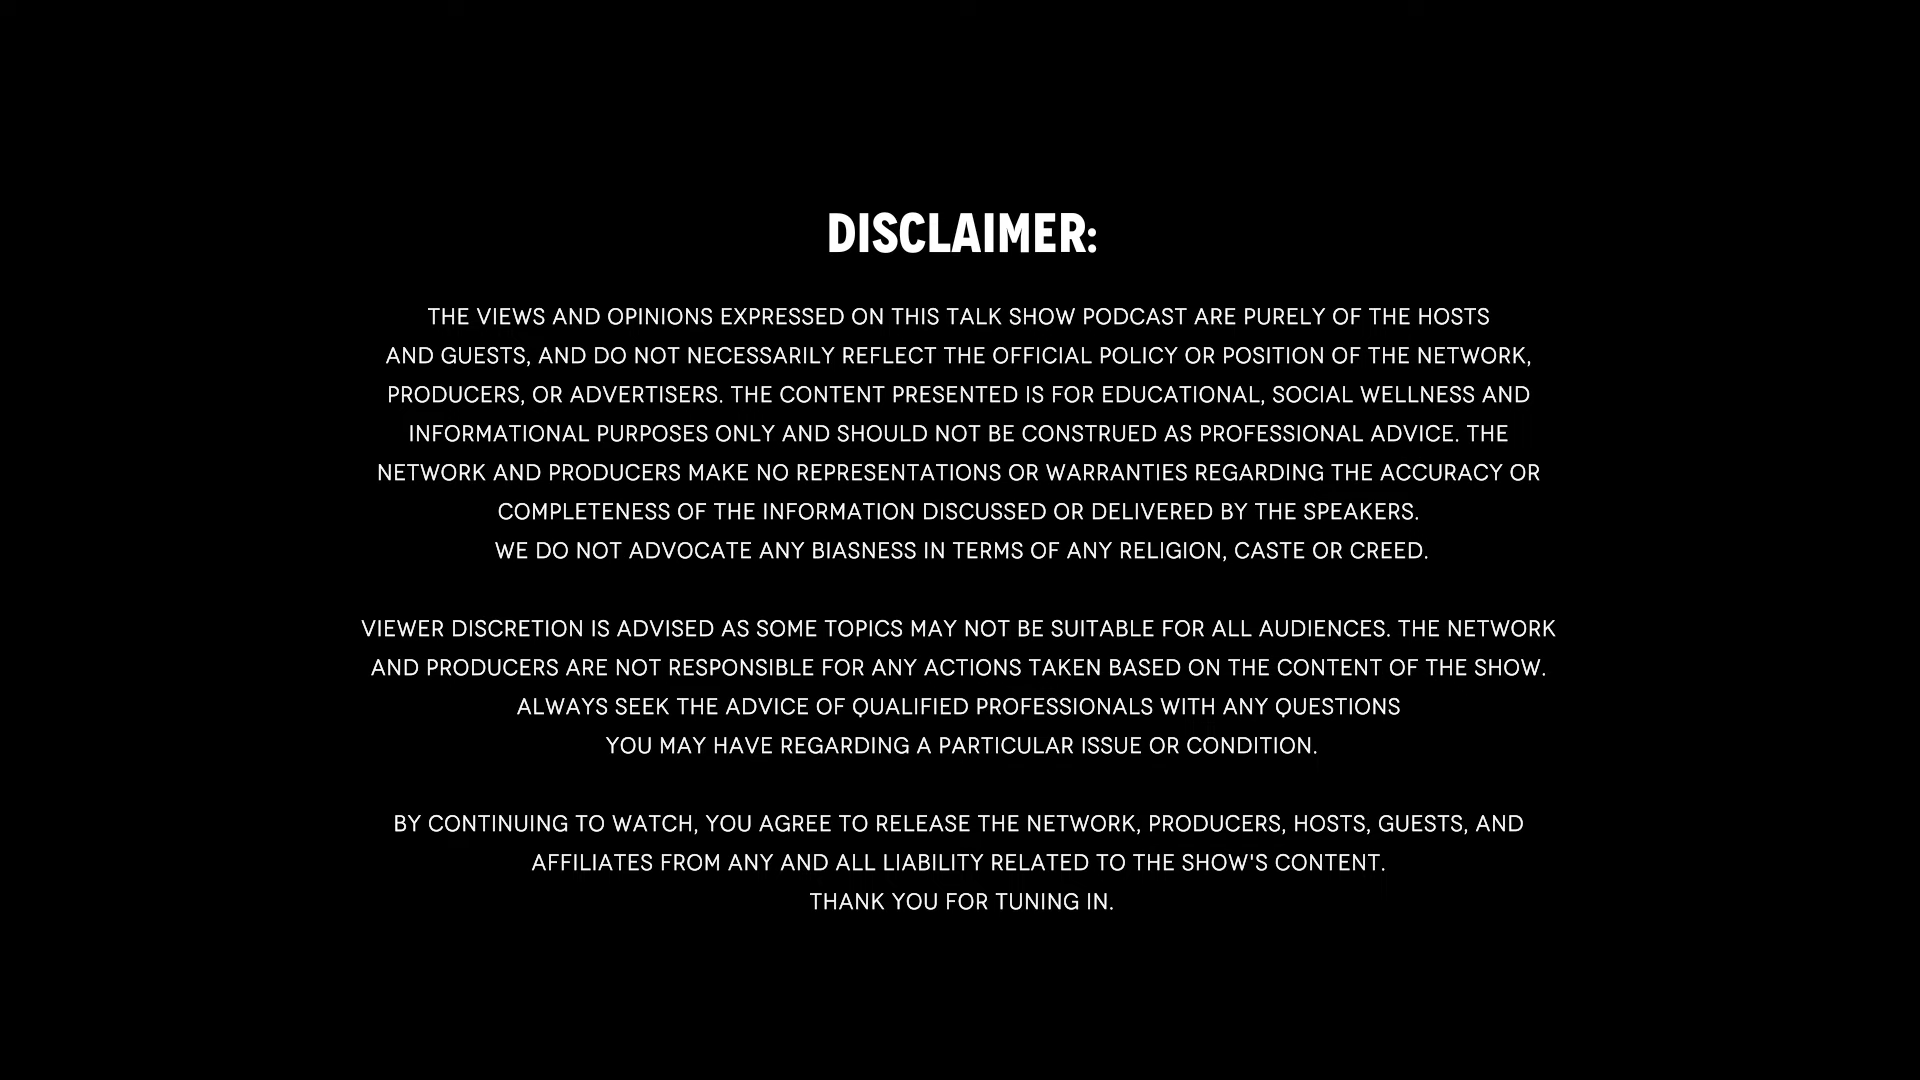 DISCLAIMER:
THE VIEWS AND OPINIONS EXPRESSED ON THIS TALK SHOW PODCAST ARE PURELY OF THE HOSTS
AND GUESTS, AND DO NOT NECESSARILY REFLECT THE OFFICIAL POLICY OR POSITION OF THE NETWORK,
PRODUCERS, OR ADVERTISERS. THE CONTENT PRESENTED IS FOR EDUCATIONAL, SOCIAL WELLNESS AND
INFORMATIONAL PURPOSES ONLY AND SHOULD NOT BE CONSTRUED AS PROFESSIONAL ADVICE. THE
NETWORK AND PRODUCERS MAKE NO REPRESENTATIONS OR WARRANTIES REGARDING THE ACCURACY OR
COMPLETENESS OF THE INFORMATION DISCUSSED OR DELIVERED BY THE SPEAKERS.
WE DO NOT ADVOCATE ANY BIASNESS IN TERMS OF ANY RELIGION, CASTE OR CREED.
VIEWER DISCRETION IS ADVISED AS SOME TOPICS MAY NOT BE SUITABLE FOR ALL AUDIENCES. THE NETWORK
AND PRODUCERS ARE NOT RESPONSIBLE FOR ANY ACTIONS TAKEN BASED ON THE CONTENT OF THE SHOW.
ALWAYS SEEK THE ADVICE OF QUALIFIED PROFESSIONALS WITH ANY QUESTIONS
YOU MAY HAVE REGARDING A PARTICULAR ISSUE OR CONDITION.
BY CONTINUING TO WATCH, YOU AGREE TO RELEASE THE NETWORK, PRODUCERS, HOSTS, GUESTS, AND
AFFILIATES FROM ANY AND ALL LIABILITY RELATED TO THE SHOW'S CONTENT.
THANK YOU FOR TUNING IN.